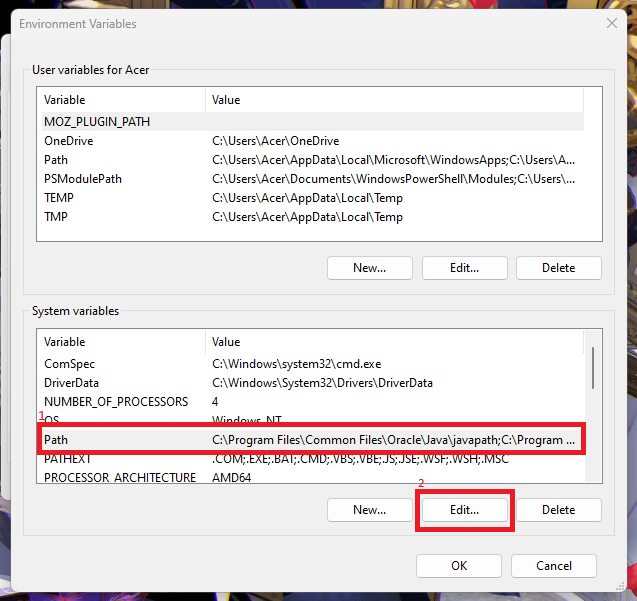 Environment Variables
User variables for Acer
Variable Value
MOZ_PLUGIN_PATH
OneDrive C:\Users\Acer\OneDrive
Path C:\Users\Acer\AppData\Local\Microsoft\WindowsApps;C:\Users\A...
PSModulePath C:\Users\Acer\Documents\WindowsPowerShell\Modules;C:\Users\...
TEMP C:\Users\Acer\AppData\Local\Temp
TMP C:\Users\Acer\AppData\Local\Temp
New... Edit... Delete
System variables
Variable Value
ComSpec C:\Windows\system32\cmd.exe
DriverData C:\Windows\System32\Drivers\DriverData
NUMBER_OF_PROCESSORS 4
1
OS Windows_NT
Path C:\Program Files\Common Files\Oracle\Java\javapath;C:\Program ...
PATHEXT .COM;.EXE;.BAT;.CMD;.VBS;.VBE;.JS;.JSE;.WSF;.WSH;.MSC
PROCESSOR_ARCHITECTURE AMD64
2
New... Edit... Delete
OK Cancel